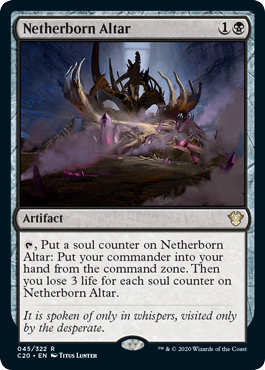 Netherborn Altar 1
Artifact
, Put a soul counter on Netherborn
Altar: Put your commander into your
hand from the command zone. Then
you lose 3 life for each soul counter on
Netherborn Altar.
It is spoken of only in whispers, visited only
by the desperate.
045/322 R
C20 • EN Titus Lunter
™ & © 2020 Wizards of the Coast